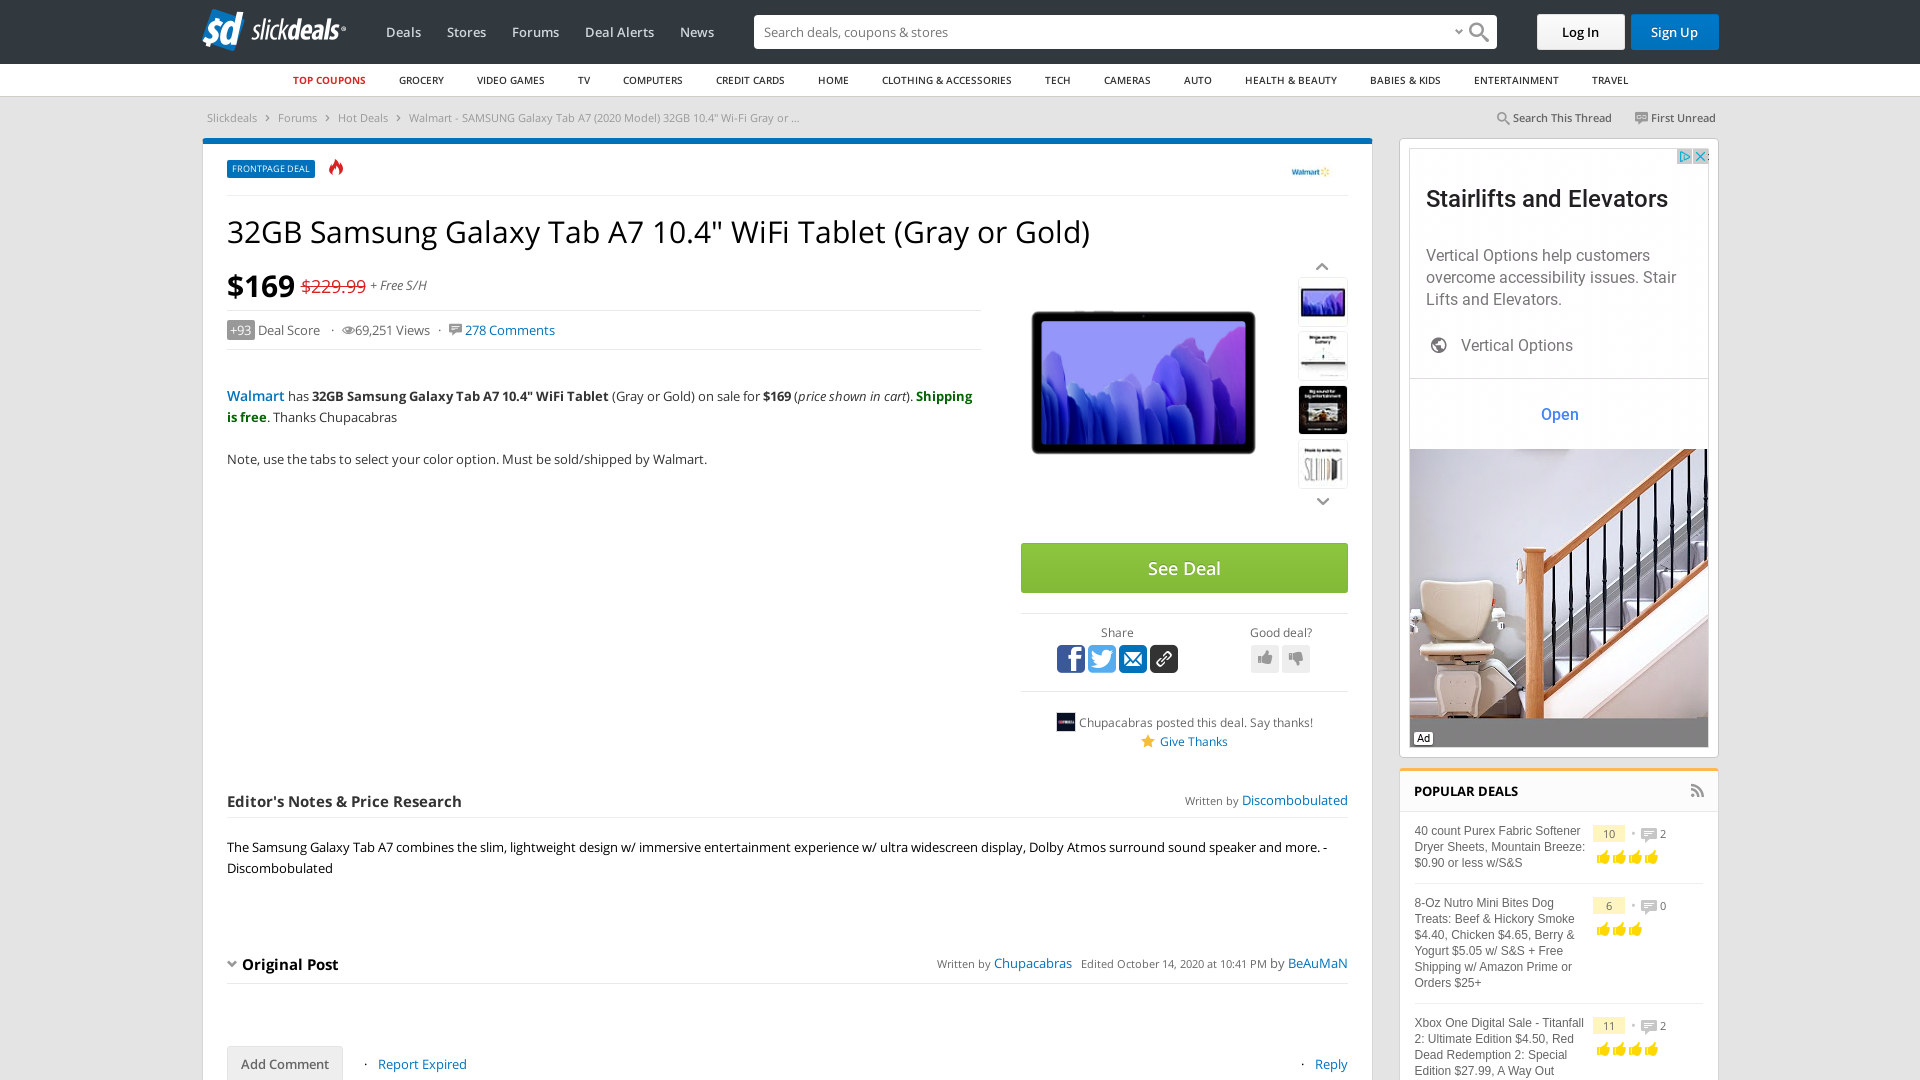 slickdeals
Deals
Stores
Forums
Deal Alerts
News
Search deals, coupons & stores
Log In
Sign Up
TOP COUPONS
GROCERY
VIDEO GAMES
TV
COMPUTERS
CREDIT CARDS
HOME
CLOTHING & ACCESSORIES
TECH
CAMERAS
AUTO
HEALTH & BEAUTY
BABIES & KIDS
ENTERTAINMENT
TRAVEL
Slickdeals > Forums > Hot Deals > Walmart - SAMSUNG Galaxy Tab A7 (2020 Model) 32GB 10.4" Wi-Fi Gray or ...
Search This Thread
First Unread
FRONTPAGE DEAL
Walmart
32GB Samsung Galaxy Tab A7 10.4" WiFi Tablet (Gray or Gold)
$169 $229.99 + Free S/H
+93 Deal Score · 69,251 Views · 278 Comments
Walmart has 32GB Samsung Galaxy Tab A7 10.4" WiFi Tablet (Gray or Gold) on sale for $169 (price shown in cart). Shipping
is free. Thanks Chupacabras
Note, use the tabs to select your color option. Must be sold/shipped by Walmart.
See Deal
Share
Good deal?
Chupacabras posted this deal. Say thanks!
Give Thanks
Editor's Notes & Price Research
Written by Discombobulated
The Samsung Galaxy Tab A7 combines the slim, lightweight design w/ immersive entertainment experience w/ ultra widescreen display, Dolby Atmos surround sound speaker and more. -
Discombobulated
Original Post
Written by Chupacabras Edited October 14, 2020 at 10:41 PM by BeAuMaN
Add Comment
· Report Expired
· Reply
Stairlifts and Elevators
Vertical Options help customers
overcome accessibility issues. Stair
Lifts and Elevators.
Vertical Options
Open
Ad
POPULAR DEALS
40 count Purex Fabric Softener
Dryer Sheets, Mountain Breeze:
$0.90 or less w/S&S
10 • 2
8-Oz Nutro Mini Bites Dog
Treats: Beef & Hickory Smoke
$4.40, Chicken $4.65, Berry &
Yogurt $5.05 w/ S&S + Free
Shipping w/ Amazon Prime or
Orders $25+
6 • 0
Xbox One Digital Sale - Titanfall
2: Ultimate Edition $4.50, Red
Dead Redemption 2: Special
Edition $27.99, A Way Out
11 • 2